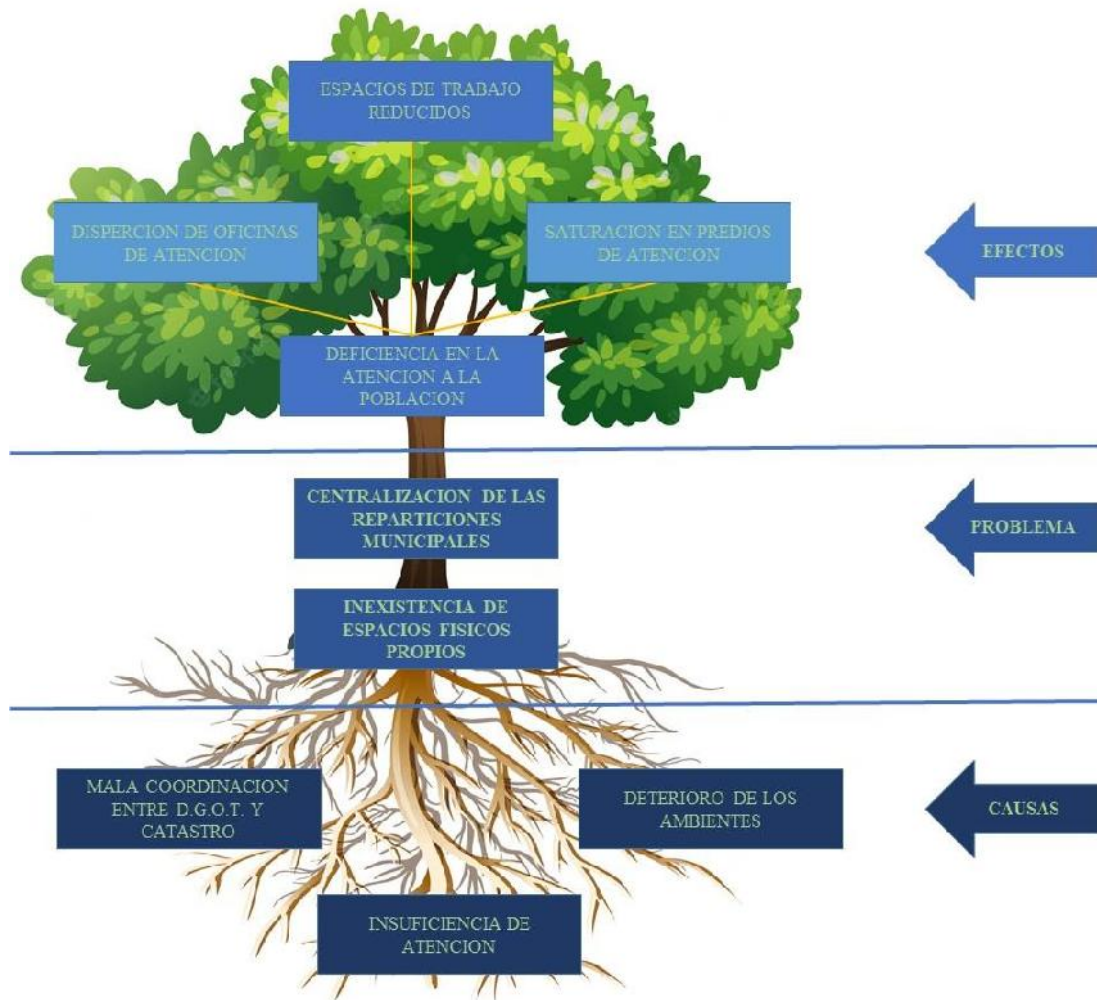 ESPACIOS DE TRABAJO
REDUCIDOS
DISPERCION DE OFICINAS
DE ATENCION
SATURACION EN PREDIOS
DE ATENCION
EFECTOS
DEFICIENCIA EN LA
ATENCION A LA
POBLACION
CENTRALIZACION DE LAS
REPARTICIONES
MUNICIPALES
PROBLEMA
INEXISTENCIA DE
ESPACIOS FISICOS
PROPIOS
MALA COORDINACION
ENTRE D.G.O.T. Y
CATASTRO
DETERIORO DE LOS
AMBIENTES
CAUSAS
INSUFICIENCIA DE
ATENCION